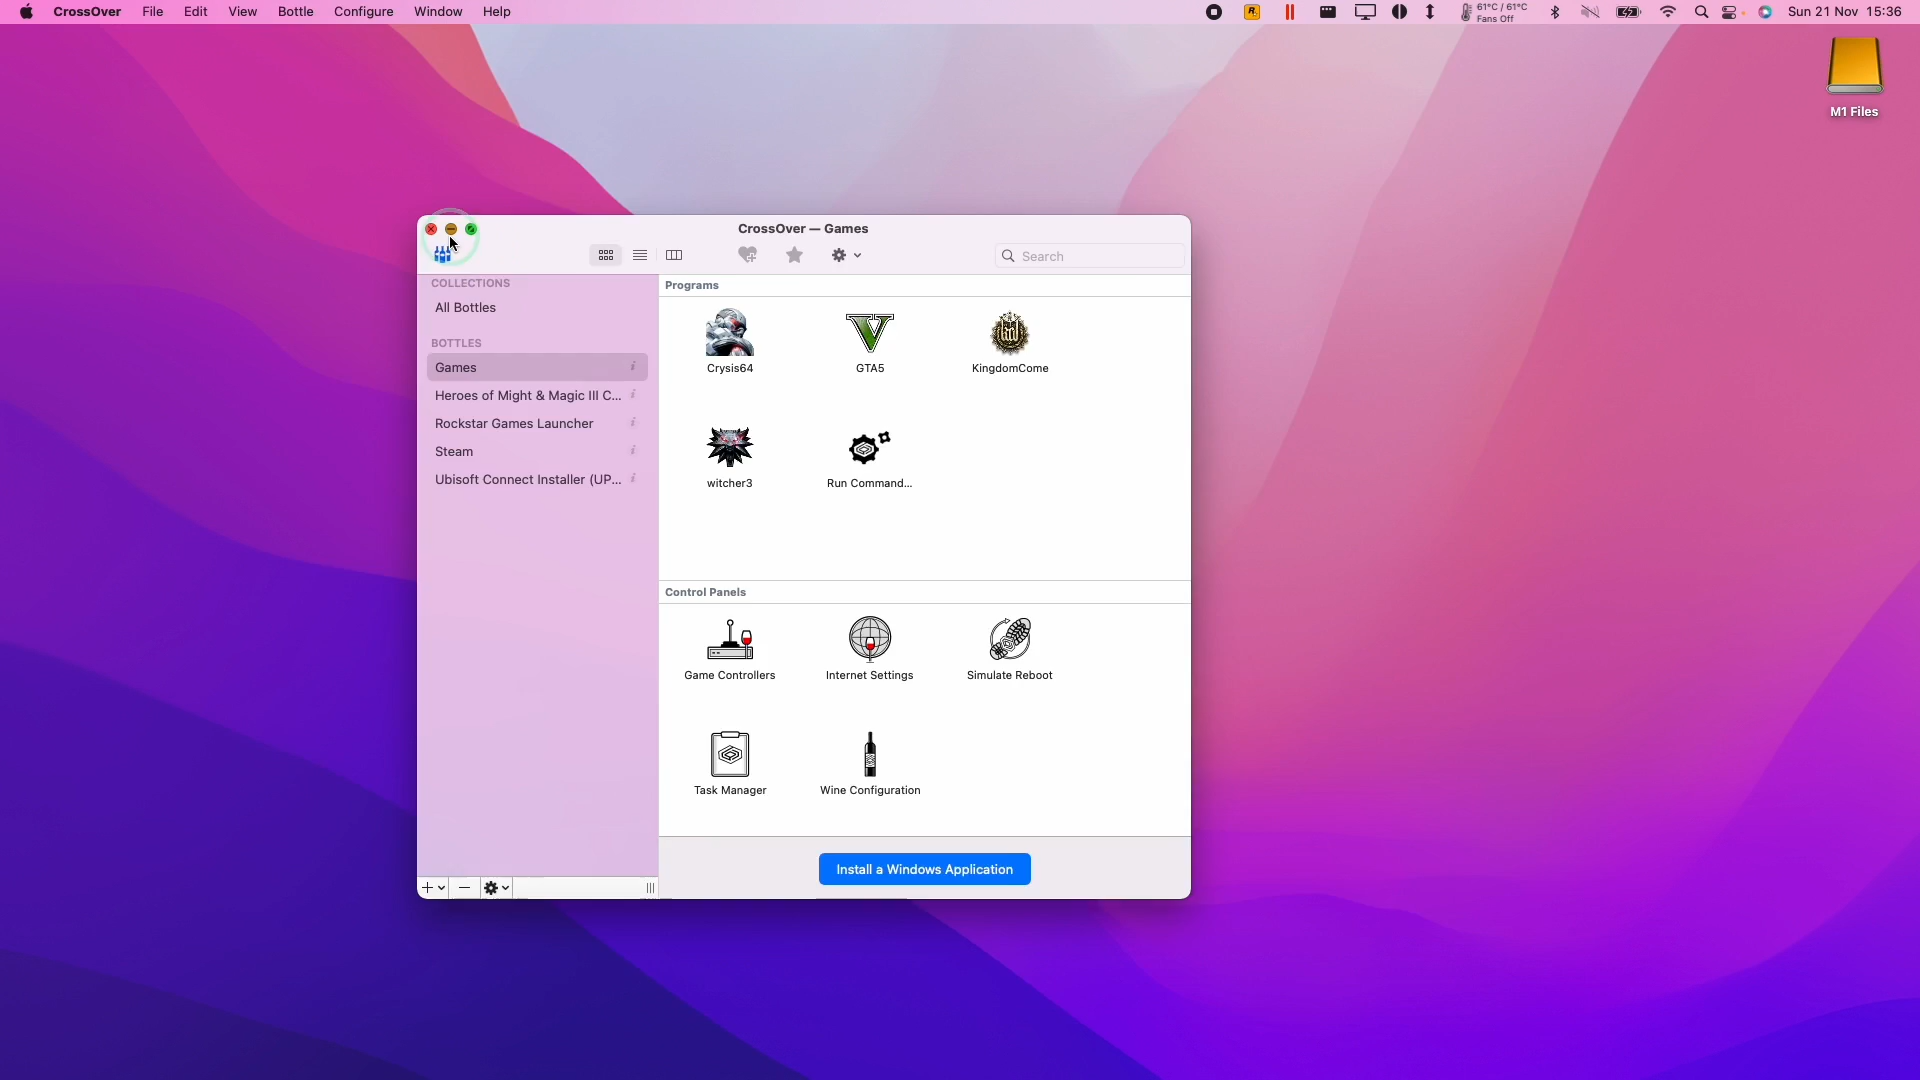 CrossOver File Edit View Bottle Configure Window Help
61°C / 61°C
Fans Off
Sun 21 Nov 15:36
M1 Files
CrossOver — Games
Search
COLLECTIONS
All Bottles
BOTTLES
Games
Heroes of Might & Magic III C...
Rockstar Games Launcher
Steam
Ubisoft Connect Installer (UP...
Programs
Crysis64 GTA5 KingdomCome
witcher3 Run Command...
Control Panels
Game Controllers Internet Settings Simulate Reboot
Task Manager Wine Configuration
Install a Windows Application